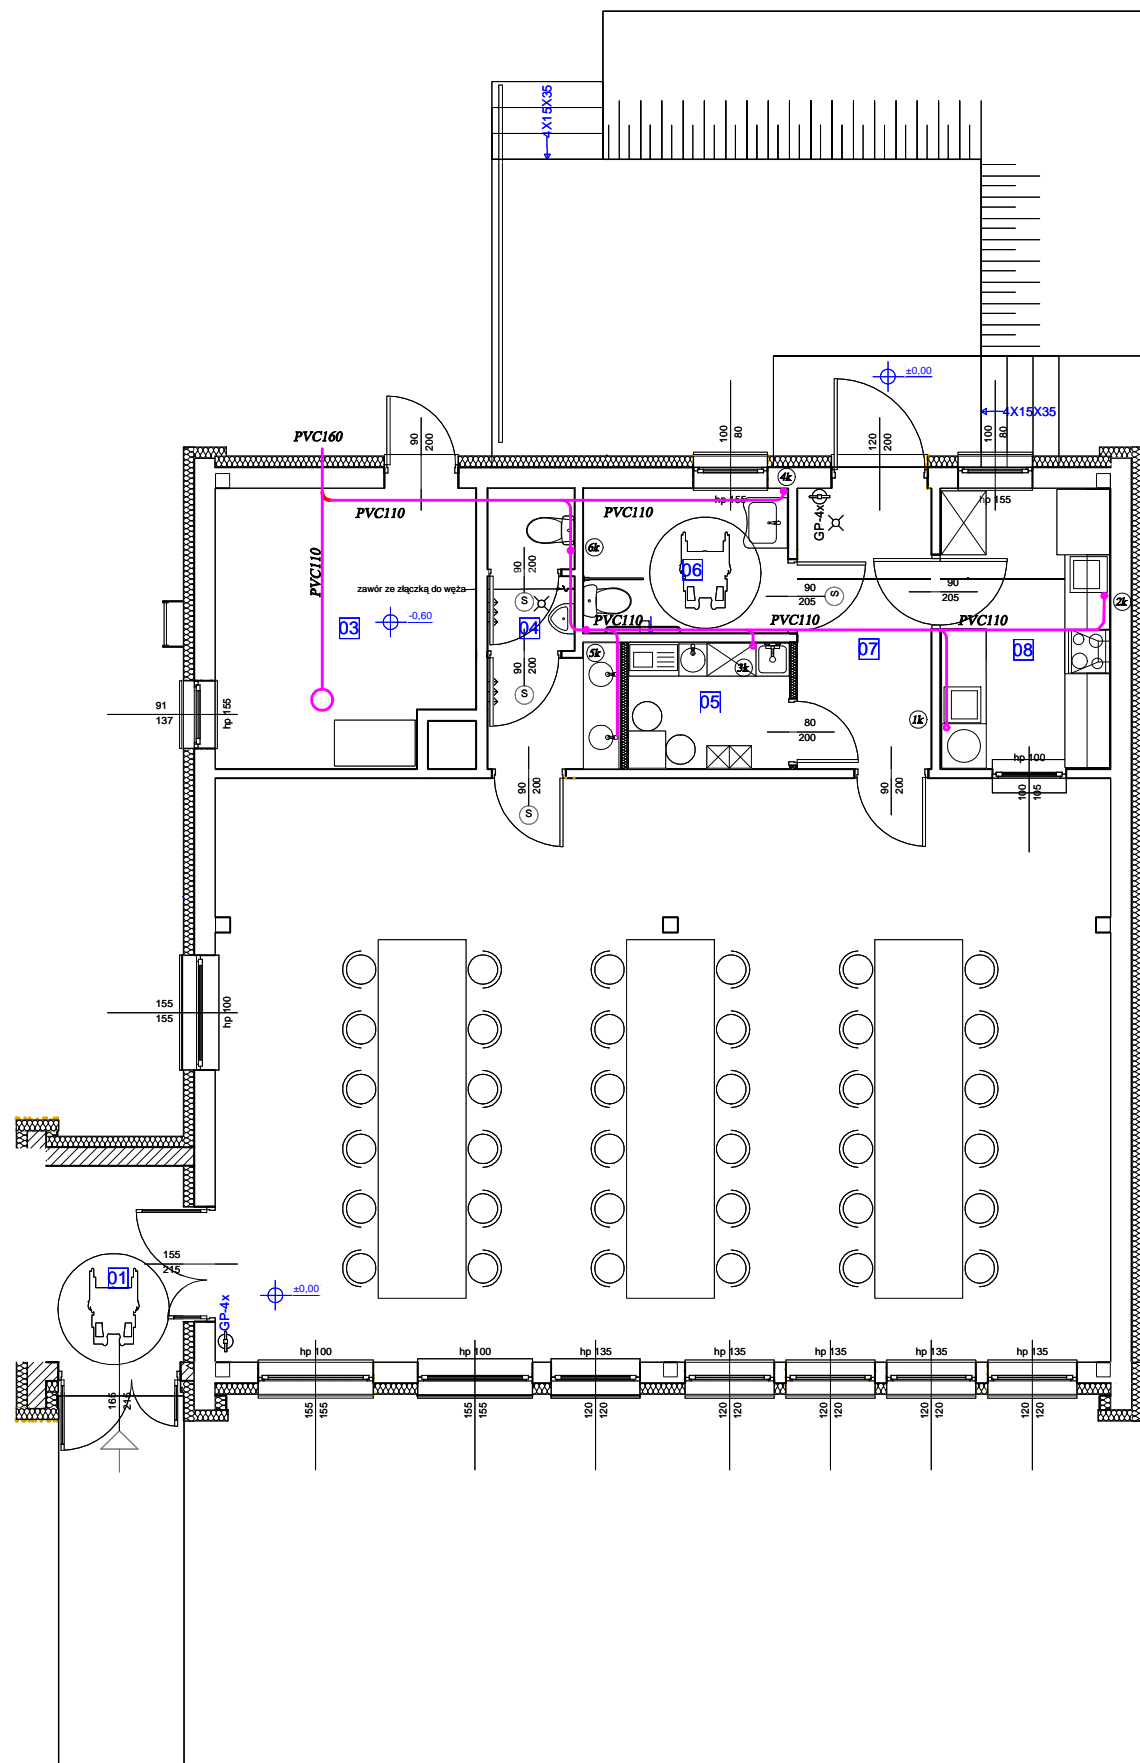 4X15X35
±0,00
4X15X35
100
80
120
200
100
80
90
200
PVC160
4k
hp 155
hp 155
PVC110
PVC110
GP-4x
6k
PVC110
90
200
06
zawór ze złączką do węża
S
90
205
S
90
205
2k
-0,60
03
04
PVC110
PVC110
PVC110
07
08
5k
3k
90
200
S
05
91
137
hp 155
80
200
1k
hp 100
90
200
S
90
200
100
105
155
155
hp 100
155
215
01
±0,00
GP-4x
hp 100
hp 100
hp 135
hp 135
hp 135
hp 135
hp 135
165
215
155
155
155
155
120
120
120
120
120
120
120
120
120
120